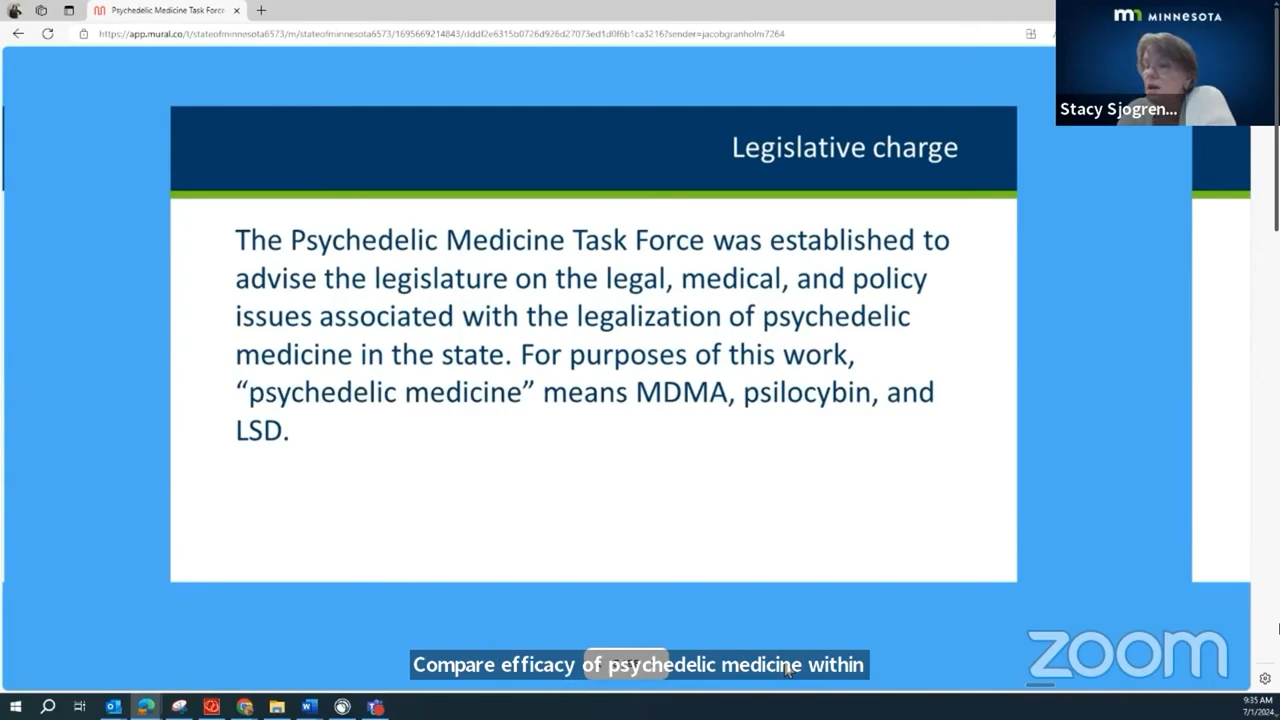 Psychedelic Medicine Task Force
https://app.mural.co/t/stateofminnesota6573/m/stateofminnesota6573/1695669214843/dddf2e6315b0726d926d27073ed1d0f6b1ca3216?sender=jacobgranholm7264
MINNESOTA
Stacy Sjogren...
Legislative charge
The Psychedelic Medicine Task Force was established to
advise the legislature on the legal, medical, and policy
issues associated with the legalization of psychedelic
medicine in the state. For purposes of this work,
“psychedelic medicine” means MDMA, psilocybin, and
LSD.
Compare efficacy of psychedelic medicine within
zoom
9:35 AM
7/1/2024